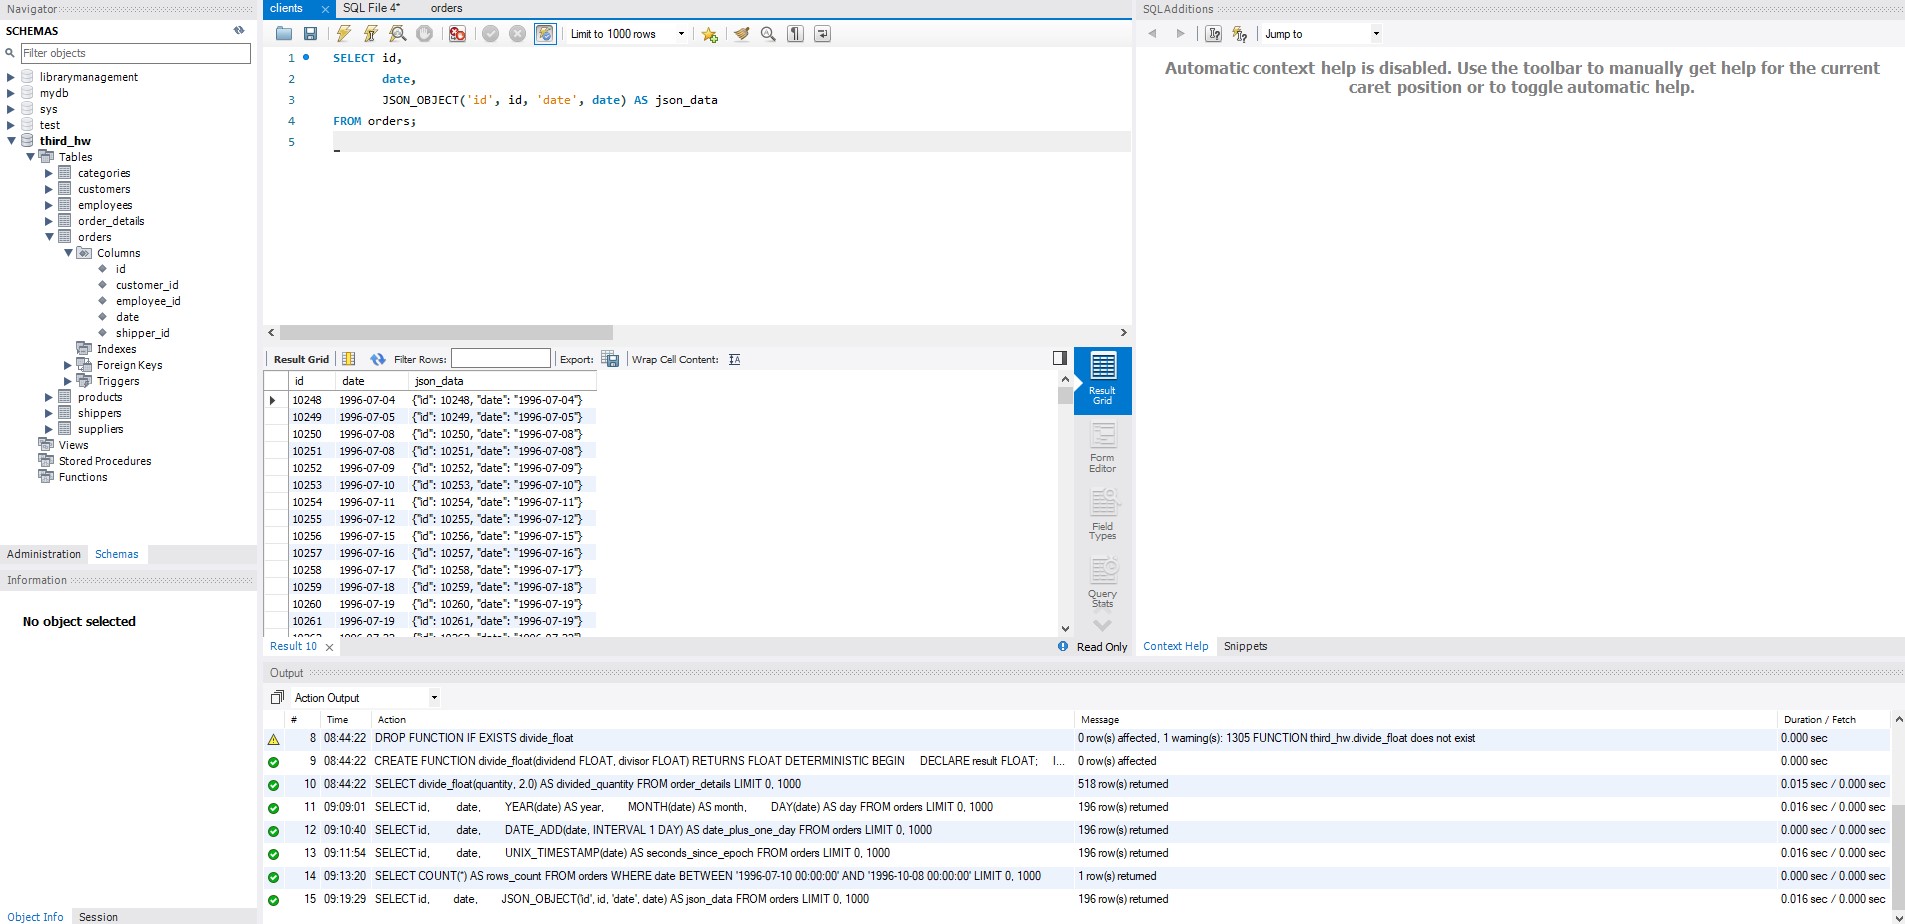 Navigator
SCHEMAS
Filter objects
librarymanagement
mydb
sys
test
third_hw
Tables
categories
customers
employees
order_details
orders
Columns
id
customer_id
employee_id
date
shipper_id
Indexes
Foreign Keys
Triggers
products
shippers
suppliers
Views
Stored Procedures
Functions
Administration Schemas
Information
No object selected
Object Info Session
clients SQL File 4* orders
Limit to 1000 rows
1 SELECT id,
2 date,
3 JSON_OBJECT('id', id, 'date', date) AS json_data
4 FROM orders;
5
Result Grid Filter Rows: Export: Wrap Cell Content:
id date json_data
10248 1996-07-04 {"id": 10248, "date": "1996-07-04"}
10249 1996-07-05 {"id": 10249, "date": "1996-07-05"}
10250 1996-07-08 {"id": 10250, "date": "1996-07-08"}
10251 1996-07-08 {"id": 10251, "date": "1996-07-08"}
10252 1996-07-09 {"id": 10252, "date": "1996-07-09"}
10253 1996-07-10 {"id": 10253, "date": "1996-07-10"}
10254 1996-07-11 {"id": 10254, "date": "1996-07-11"}
10255 1996-07-12 {"id": 10255, "date": "1996-07-12"}
10256 1996-07-15 {"id": 10256, "date": "1996-07-15"}
10257 1996-07-16 {"id": 10257, "date": "1996-07-16"}
10258 1996-07-17 {"id": 10258, "date": "1996-07-17"}
10259 1996-07-18 {"id": 10259, "date": "1996-07-18"}
10260 1996-07-19 {"id": 10260, "date": "1996-07-19"}
10261 1996-07-19 {"id": 10261, "date": "1996-07-19"}
Result
Grid
Form
Editor
Field
Types
Query
Stats
Result 10 Read Only
SQLAdditions
Jump to
Automatic context help is disabled. Use the toolbar to manually get help for the current
caret position or to toggle automatic help.
Context Help Snippets
Output
Action Output
# Time Action Message Duration / Fetch
8 08:44:22 DROP FUNCTION IF EXISTS divide_float 0 row(s) affected, 1 warning(s): 1305 FUNCTION third_hw.divide_float does not exist 0.000 sec
9 08:44:22 CREATE FUNCTION divide_float(dividend FLOAT, divisor FLOAT) RETURNS FLOAT DETERMINISTIC BEGIN DECLARE result FLOAT; I... 0 row(s) affected 0.000 sec
10 08:44:22 SELECT divide_float(quantity, 2.0) AS divided_quantity FROM order_details LIMIT 0, 1000 518 row(s) returned 0.015 sec / 0.000 sec
11 09:09:01 SELECT id, date, YEAR(date) AS year, MONTH(date) AS month, DAY(date) AS day FROM orders LIMIT 0, 1000 196 row(s) returned 0.016 sec / 0.000 sec
12 09:10:40 SELECT id, date, DATE_ADD(date, INTERVAL 1 DAY) AS date_plus_one_day FROM orders LIMIT 0, 1000 196 row(s) returned 0.000 sec / 0.000 sec
13 09:11:54 SELECT id, date, UNIX_TIMESTAMP(date) AS seconds_since_epoch FROM orders LIMIT 0, 1000 196 row(s) returned 0.016 sec / 0.000 sec
14 09:13:20 SELECT COUNT(*) AS rows_count FROM orders WHERE date BETWEEN '1996-07-10 00:00:00' AND '1996-10-08 00:00:00' LIMIT 0, 1000 1 row(s) returned 0.000 sec / 0.000 sec
15 09:19:29 SELECT id, date, JSON_OBJECT('id', id, 'date', date) AS json_data FROM orders LIMIT 0, 1000 196 row(s) returned 0.016 sec / 0.000 sec